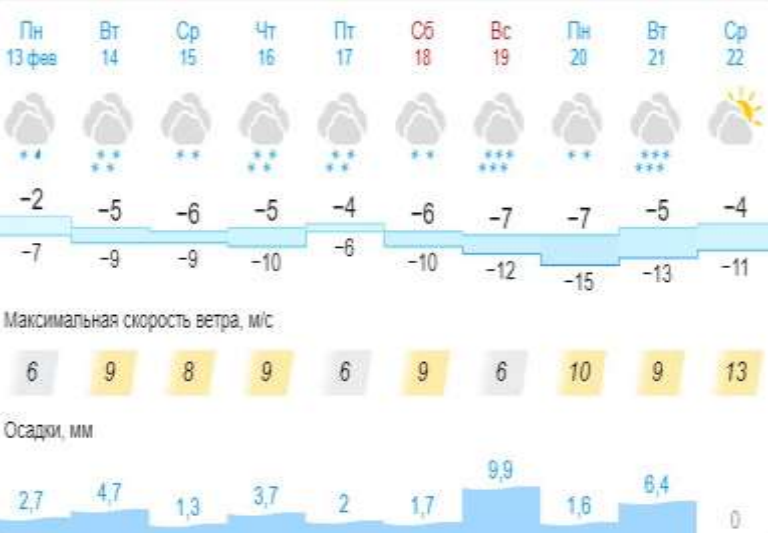 Пн Вт Ср Чт Пт Сб Вс Пн Вт Ср
13 фев 14 15 16 17 18 19 20 21 22
−2 −5 −6 −5 −4 −6 −7 −7 −5 −4
−7 −9 −9 −10 −6 −10 −12 −15 −13 −11
Максимальная скорость ветра, м/с
6 9 8 9 6 9 6 10 9 13
Осадки, мм
2,7 4,7 1,3 3,7 2 1,7 9,9 1,6 6,4 0